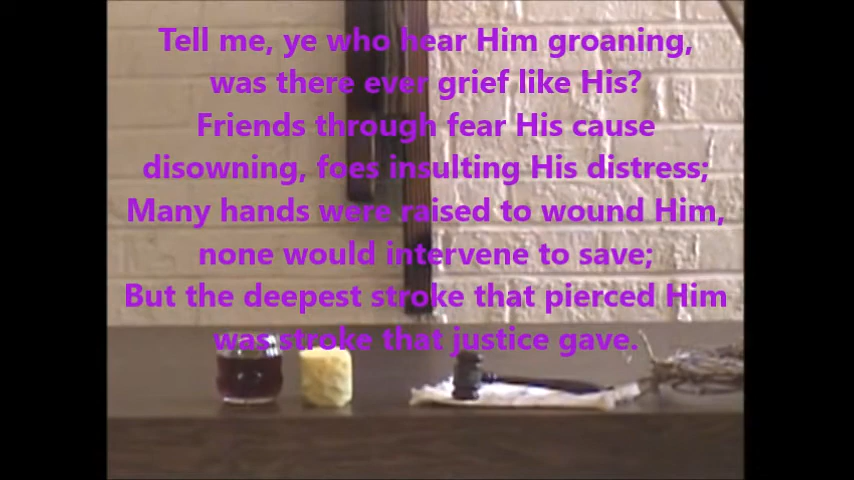 Tell me, ye who hear Him groaning,
was there ever grief like His?
Friends through fear His cause
disowning, foes insulting His distress;
Many hands were raised to wound Him,
none would intervene to save;
But the deepest stroke that pierced Him
was stroke that justice gave.